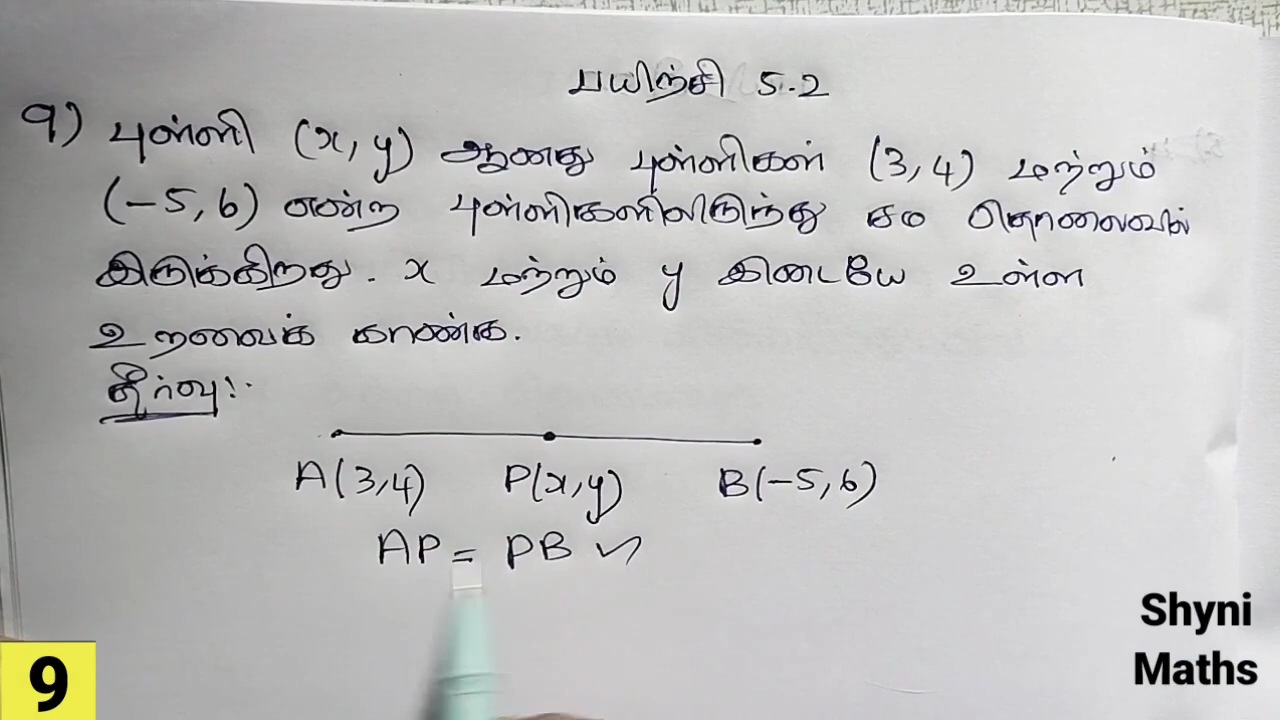 பயிற்சி 5.2
9) புள்ளி (x, y) ஆனது புள்ளிகள் (3, 4) மற்றும்
(-5, 6) என்ற புள்ளிகளிலிருந்து சம தொலைவில்
இருக்கிறது. x மற்றும் y இடையே உள்ள
உறவைக் காண்க.
தீர்வு:-
A(3,4) P(x,y) B(-5,6)
AP = PB
Shyni
Maths
9